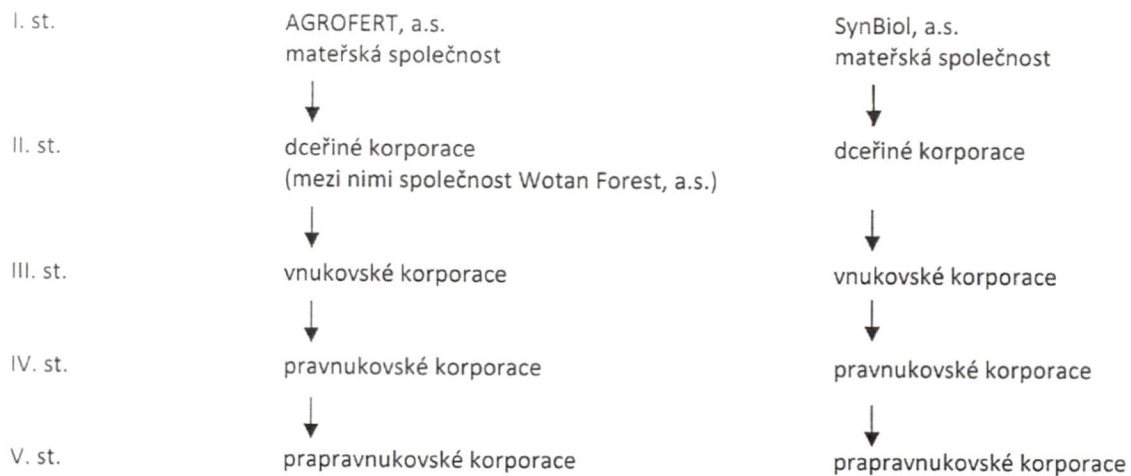 I. st. AGROFERT, a.s. SynBiol, a.s.
mateřská společnost mateřská společnost
II. st. dceřiné korporace dceřiné korporace
(mezi nimi společnost Wotan Forest, a.s.)
III. st. vnukovské korporace vnukovské korporace
IV. st. pravnukovské korporace pravnukovské korporace
V. st. prapravnukovské korporace prapravnukovské korporace